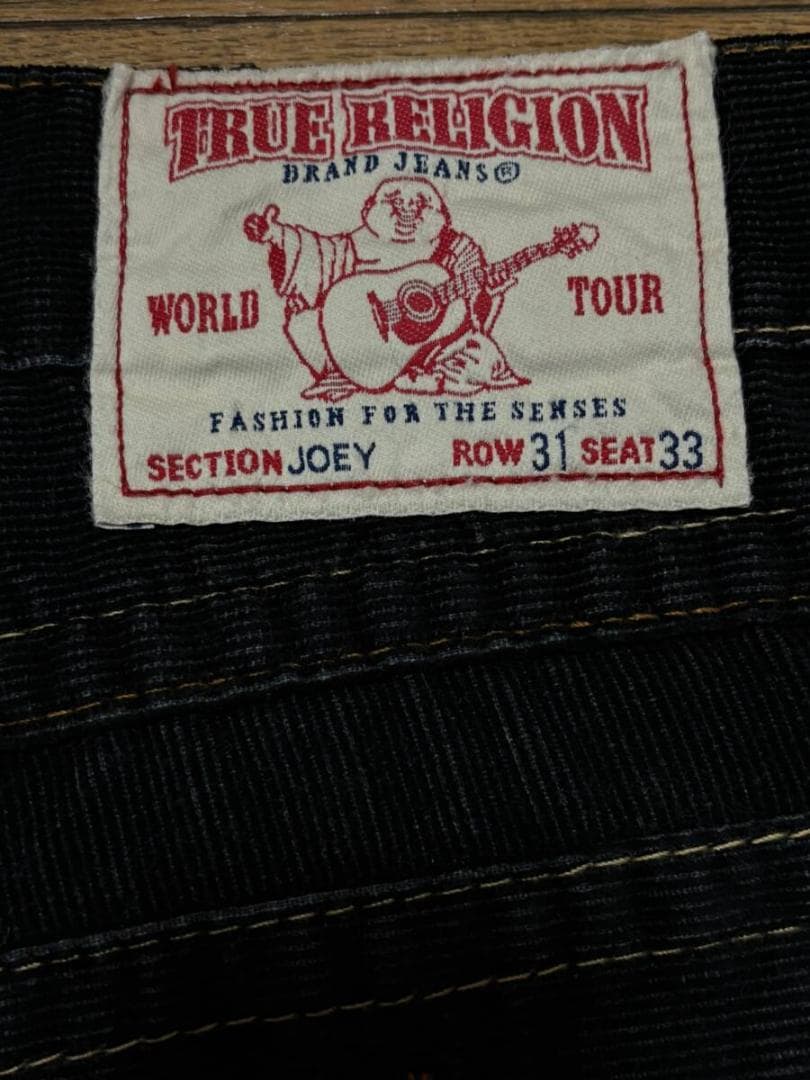 TRUE RELIGION
BRAND JEANS®
WORLD TOUR
FASHION FOR THE SENSES
SECTION JOEY ROW 31 SEAT 33